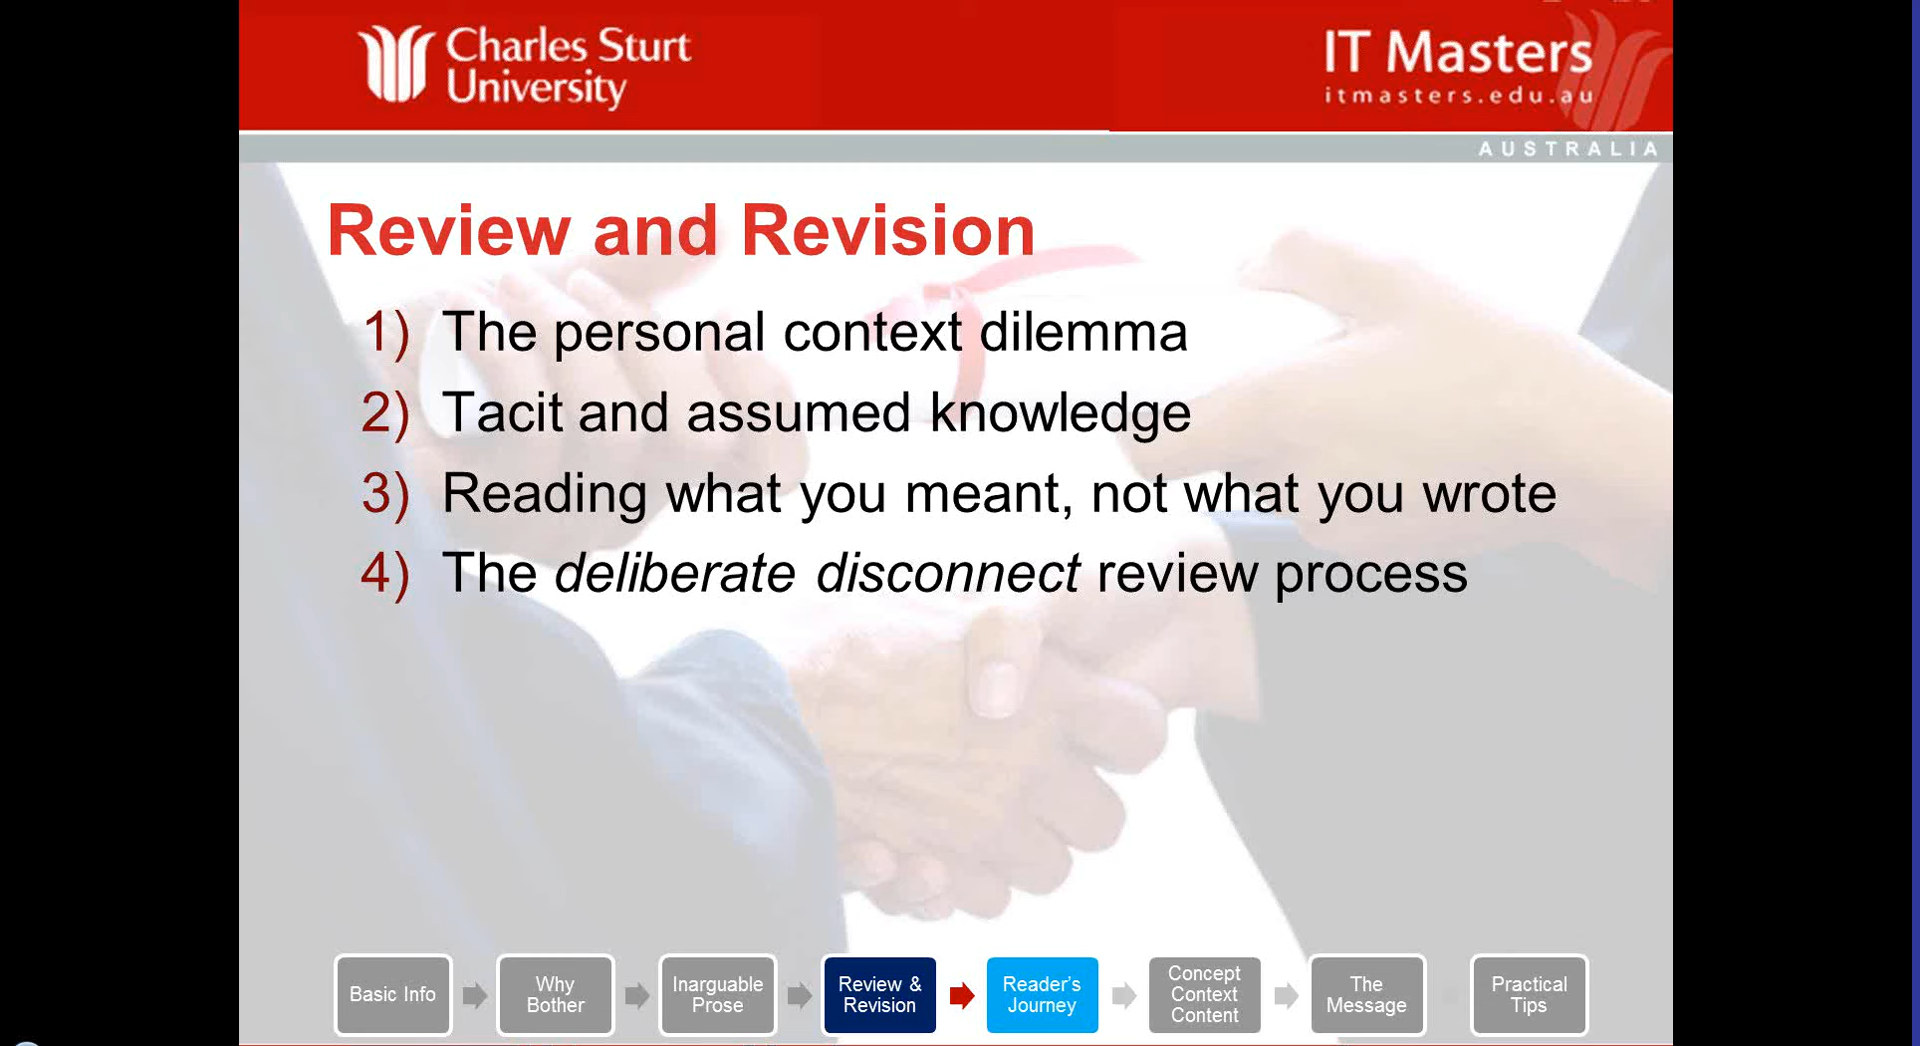 Charles Sturt
University
IT Masters
itmasters.edu.au
AUSTRALIA
Review and Revision
1) The personal context dilemma
2) Tacit and assumed knowledge
3) Reading what you meant, not what you wrote
4) The deliberate disconnect review process
Basic Info
Why
Bother
Inarguable
Prose
Review &
Revision
Reader's
Journey
Concept
Context
Content
The
Message
Practical
Tips